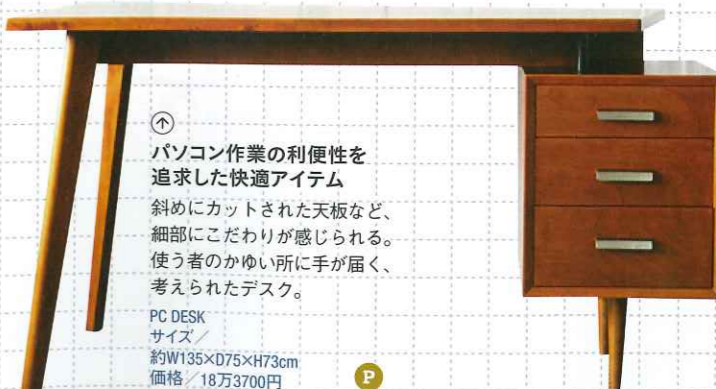 パソコン作業の利便性を
追求した快適アイテム
斜めにカットされた天板など、
細部にこだわりが感じられる。
使う者のかゆい所に手が届く、
考えられたデスク。
PC DESK
サイズ／
約W135×D75×H73cm
価格／18万3700円
P